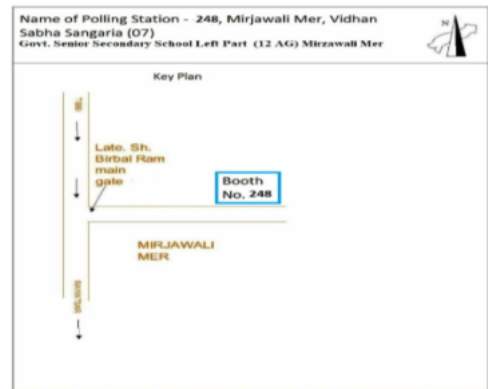 Name of Polling Station - 248, Mirjawali Mer, Vidhan
Sabha Sangaria (07)
Govt. Senior Secondary School Left Part (12 AG) Mirzawali Mer
N
Key Plan
Late. Sh.
Birbal Ram
main
gate
Booth
No. 248
MIRJAWALI
MER